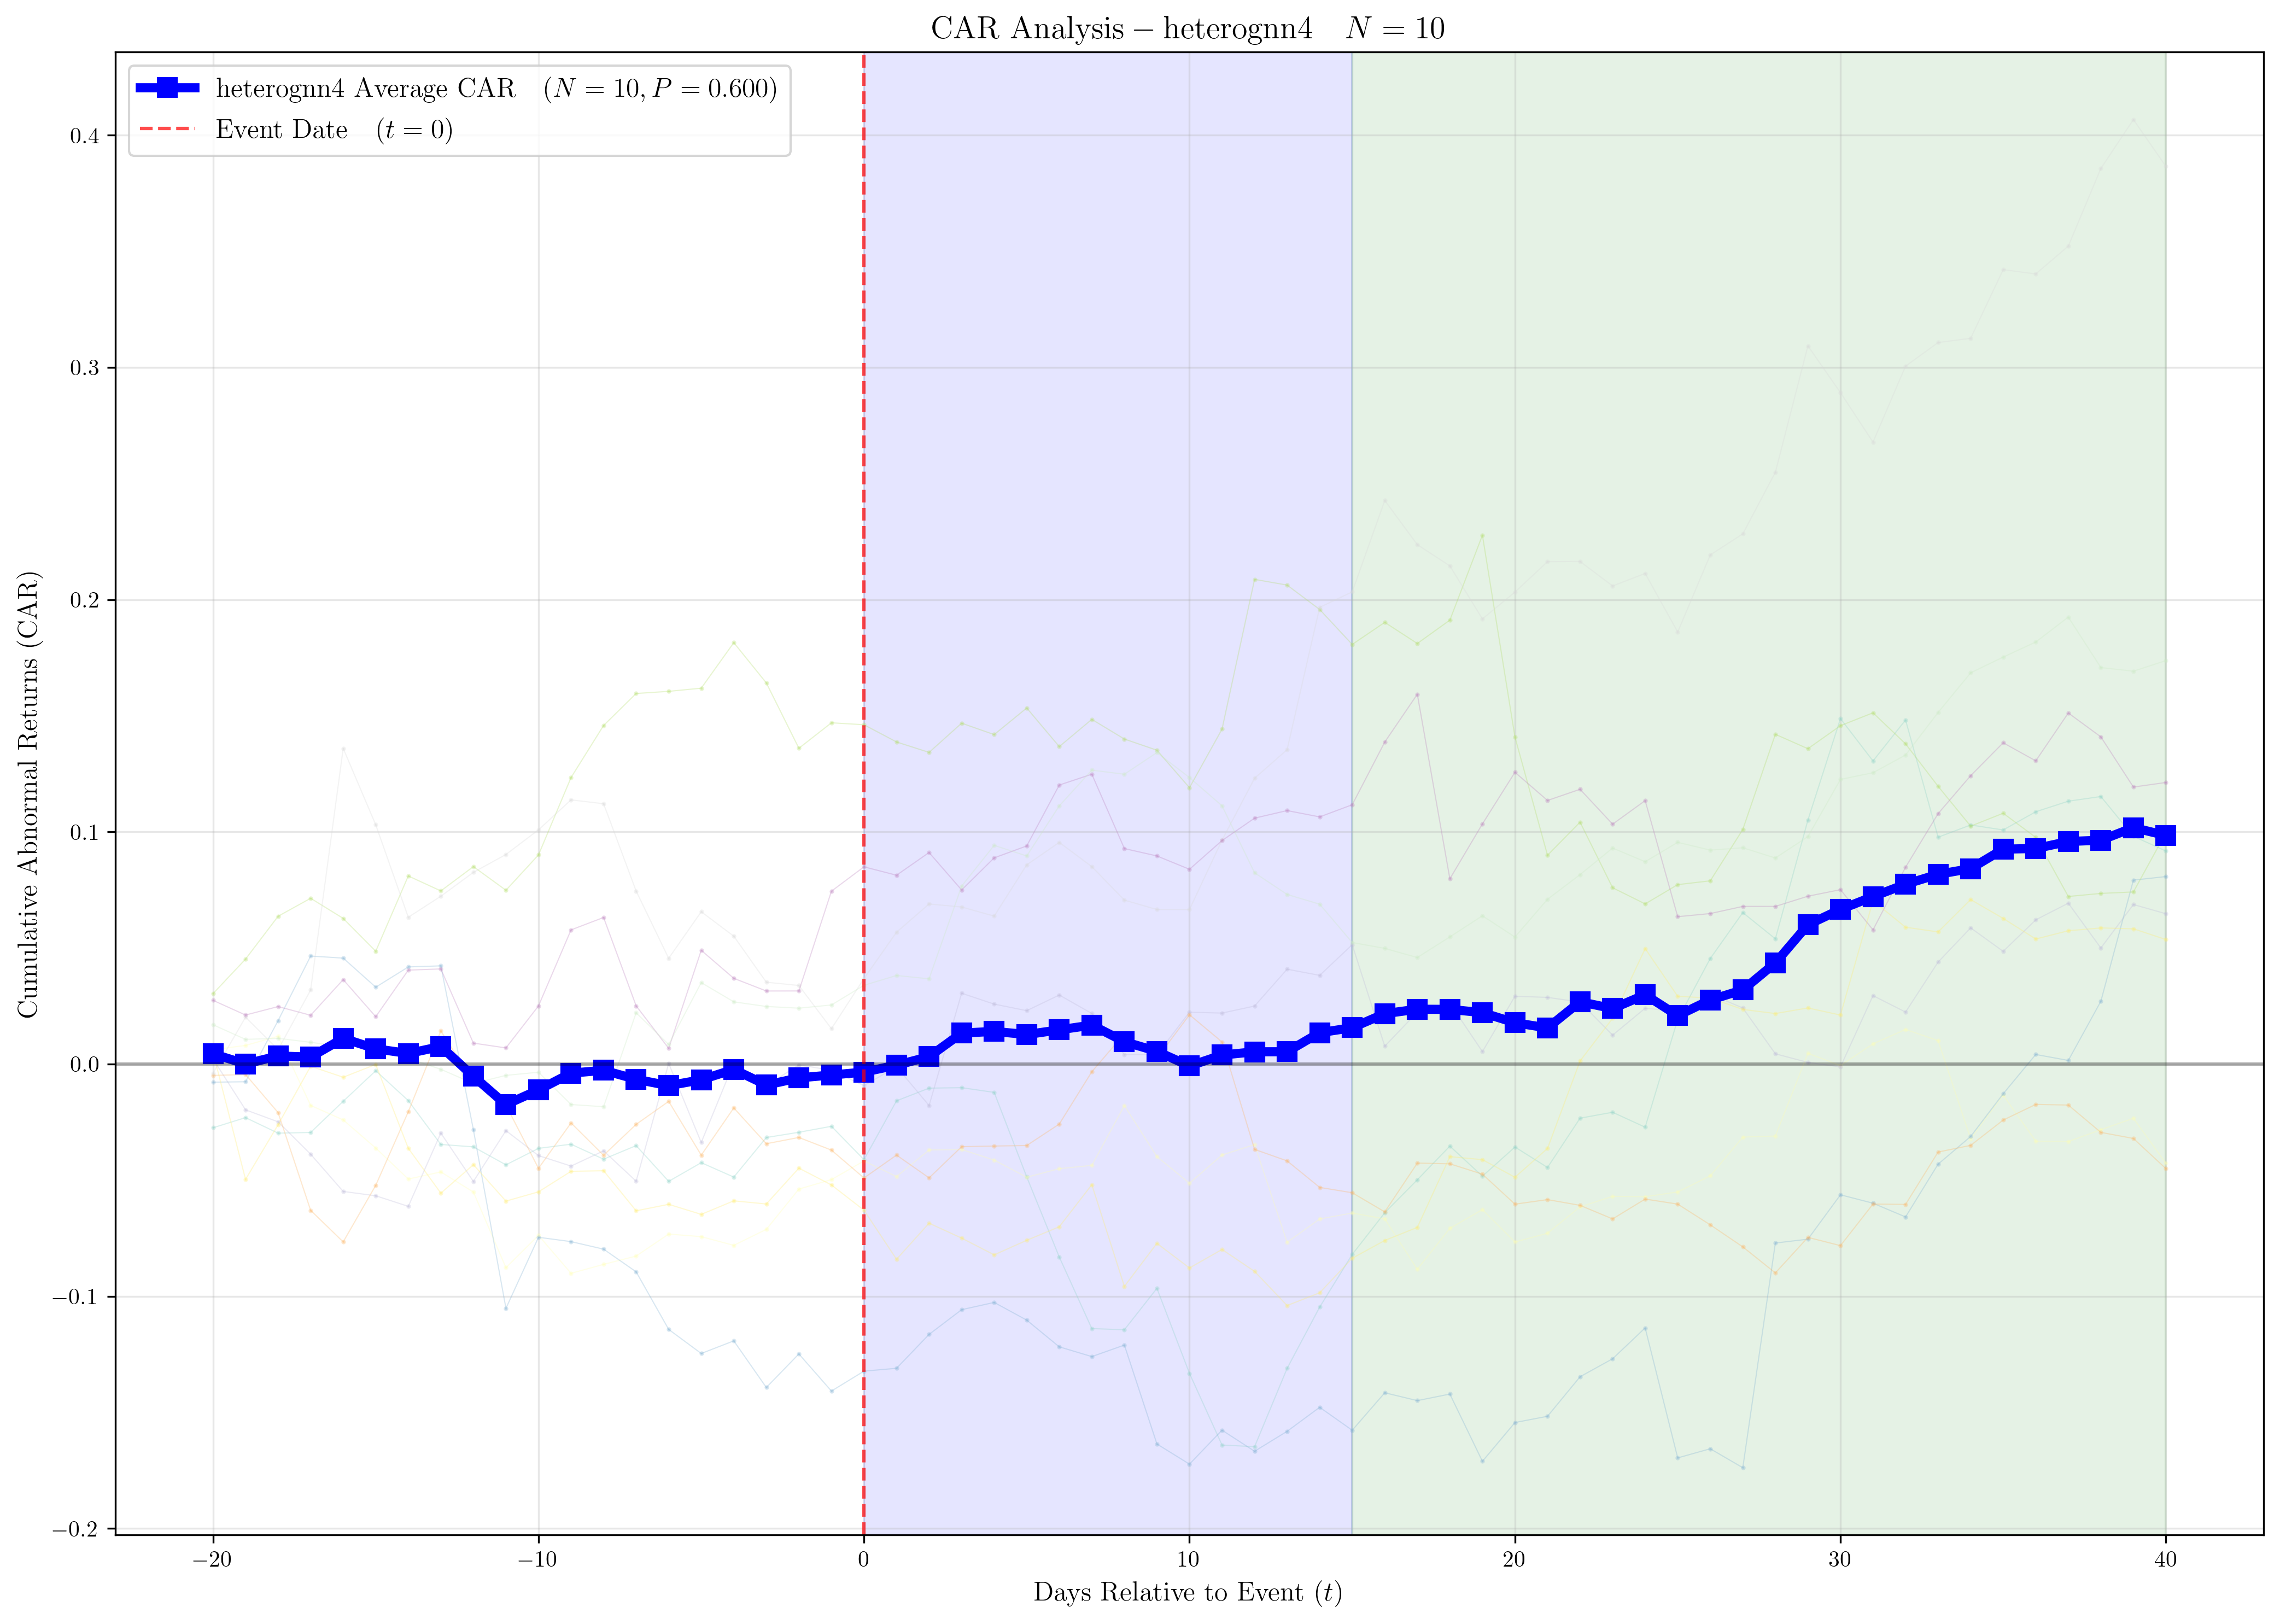 CAR Analysis – heterognn4 N = 10
heterognn4 Average CAR (N = 10, P = 0.600)
Event Date (t = 0)
Cumulative Abnormal Returns (CAR)
0.4
0.3
0.2
0.1
0.0
−0.1
−0.2
−20 −10 0 10 20 30 40
Days Relative to Event (t)